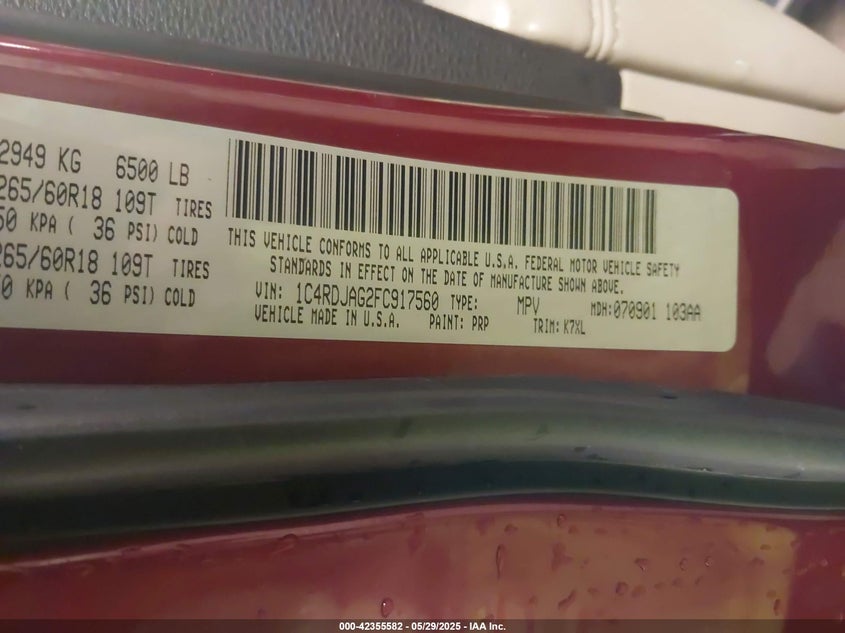 2949 KG 6500 LB
265/60R18 109T TIRES
50 KPA ( 36 PSI) COLD
265/60R18 109T TIRES
50 KPA ( 36 PSI) COLD
THIS VEHICLE CONFORMS TO ALL APPLICABLE U.S.A. FEDERAL MOTOR VEHICLE SAFETY
STANDARDS IN EFFECT ON THE DATE OF MANUFACTURE SHOWN ABOVE.
VIN: 1C4RDJAG2FC917560 TYPE: MPV MDH:070901 103AA
VEHICLE MADE IN U.S.A. PAINT: PRP TRIM: K7XL
000-42355582 - 05/29/2025 - IAA Inc.